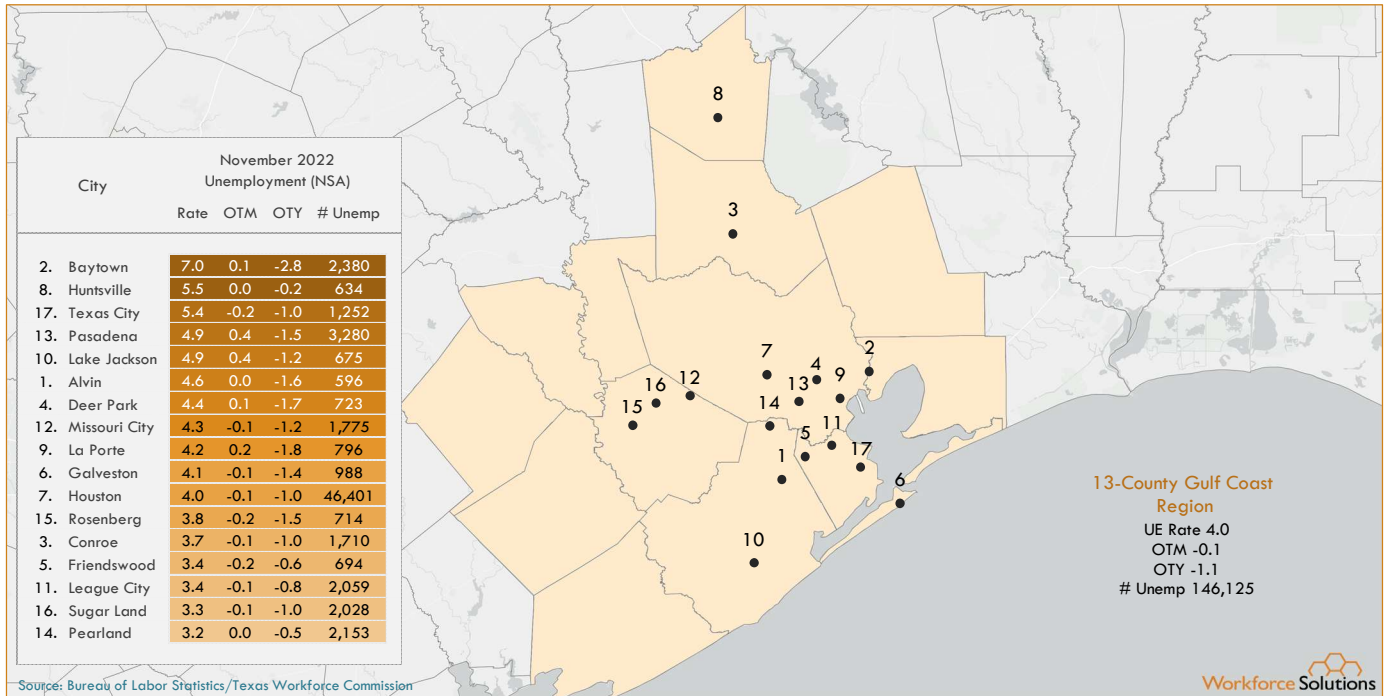 November 2022
Unemployment (NSA)
City
Rate OTM OTY # Unemp
2. Baytown 7.0 0.1 -2.8 2,380
8. Huntsville 5.5 0.0 -0.2 634
17. Texas City 5.4 -0.2 -1.0 1,252
13. Pasadena 4.9 0.4 -1.5 3,280
10. Lake Jackson 4.9 0.4 -1.2 675
1. Alvin 4.6 0.0 -1.6 596
4. Deer Park 4.4 0.1 -1.7 723
12. Missouri City 4.3 -0.1 -1.2 1,775
9. La Porte 4.2 0.2 -1.8 796
6. Galveston 4.1 -0.1 -1.4 988
7. Houston 4.0 -0.1 -1.0 46,401
15. Rosenberg 3.8 -0.2 -1.5 714
3. Conroe 3.7 -0.1 -1.0 1,710
5. Friendswood 3.4 -0.2 -0.6 694
11. League City 3.4 -0.1 -0.8 2,059
16. Sugar Land 3.3 -0.1 -1.0 2,028
14. Pearland 3.2 0.0 -0.5 2,153
Source: Bureau of Labor Statistics/Texas Workforce Commission
8
3
7
4
2
16
12
13
9
15
14
11
5
1
17
6
10
13-County Gulf Coast
Region
UE Rate 4.0
OTM -0.1
OTY -1.1
# Unemp 146,125
Workforce Solutions